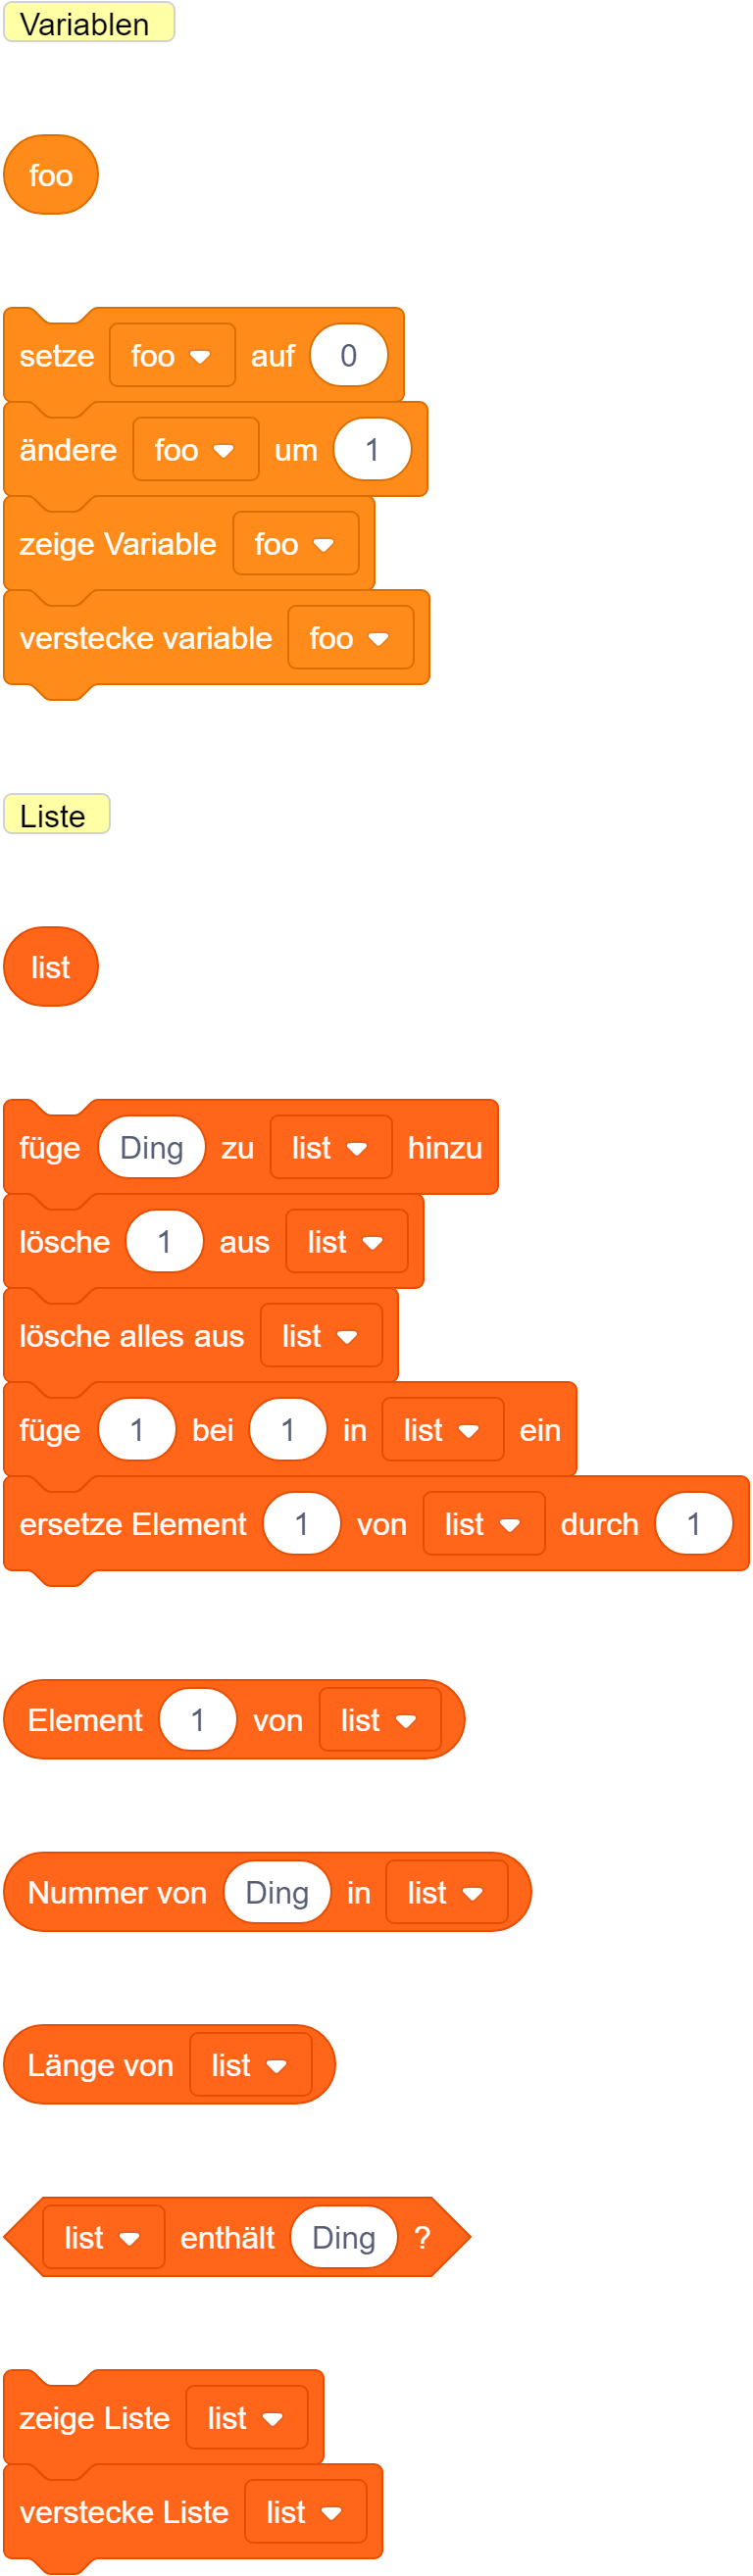 Variablen
foo
setze foo auf 0
ändere foo um 1
zeige Variable foo
verstecke variable foo
Liste
list
füge Ding zu list hinzu
lösche 1 aus list
lösche alles aus list
füge 1 bei 1 in list ein
ersetze Element 1 von list durch 1
Element 1 von list
Nummer von Ding in list
Länge von list
list enthält Ding ?
zeige Liste list
verstecke Liste list